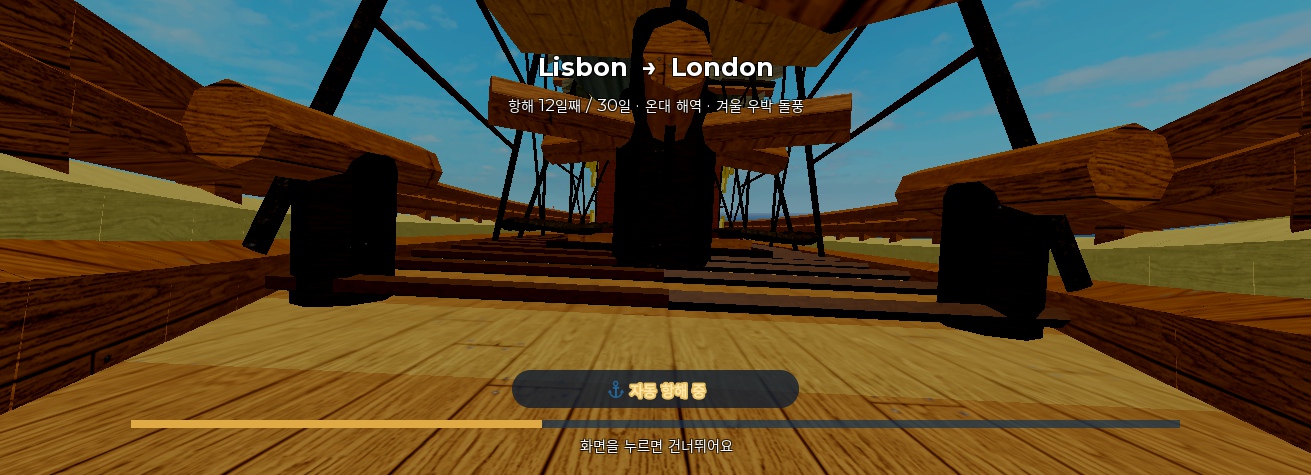 Lisbon → London
항해 12일째 / 30일 · 온대 해역 · 겨울 우박 돌풍
⚓ 자동 항해 중
화면을 누르면 건너뛰어요